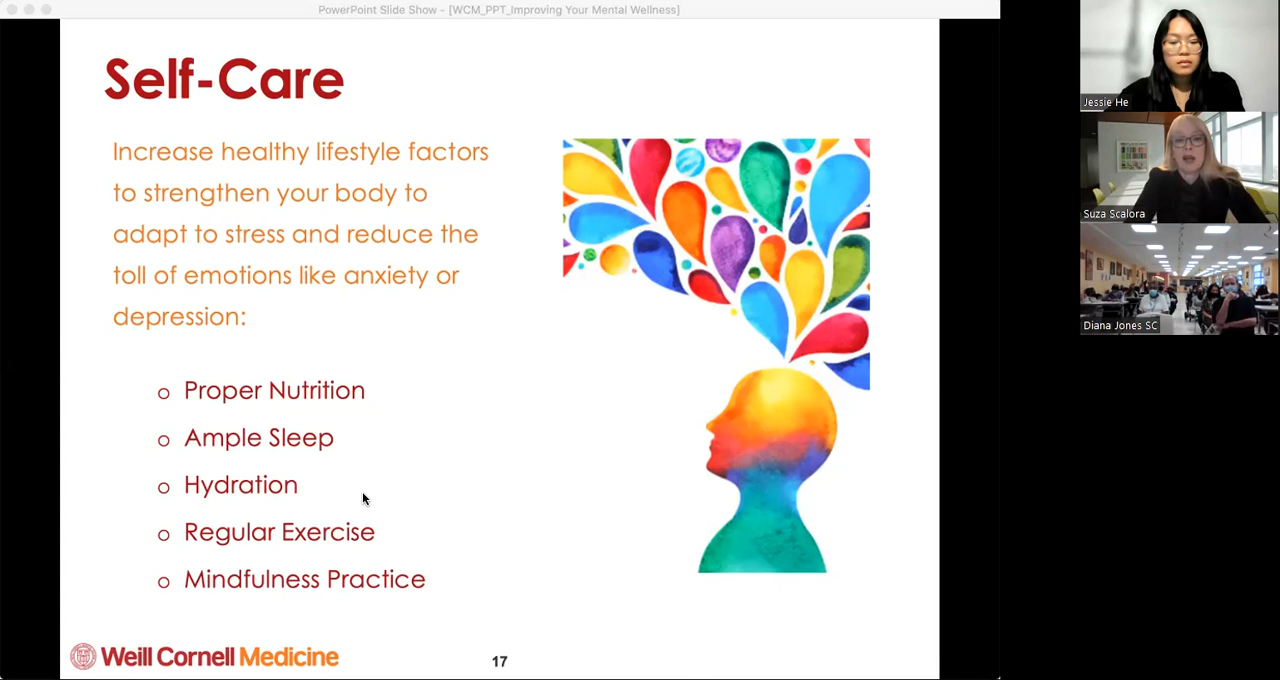 PowerPoint Slide Show - [WCM_PPT_Improving Your Mental Wellness]
Self-Care
Increase healthy lifestyle factors
to strengthen your body to
adapt to stress and reduce the
toll of emotions like anxiety or
depression:
o Proper Nutrition
o Ample Sleep
o Hydration
o Regular Exercise
o Mindfulness Practice
Weill Cornell Medicine
17
Jessie He
Suza Scalora
Diana Jones SC